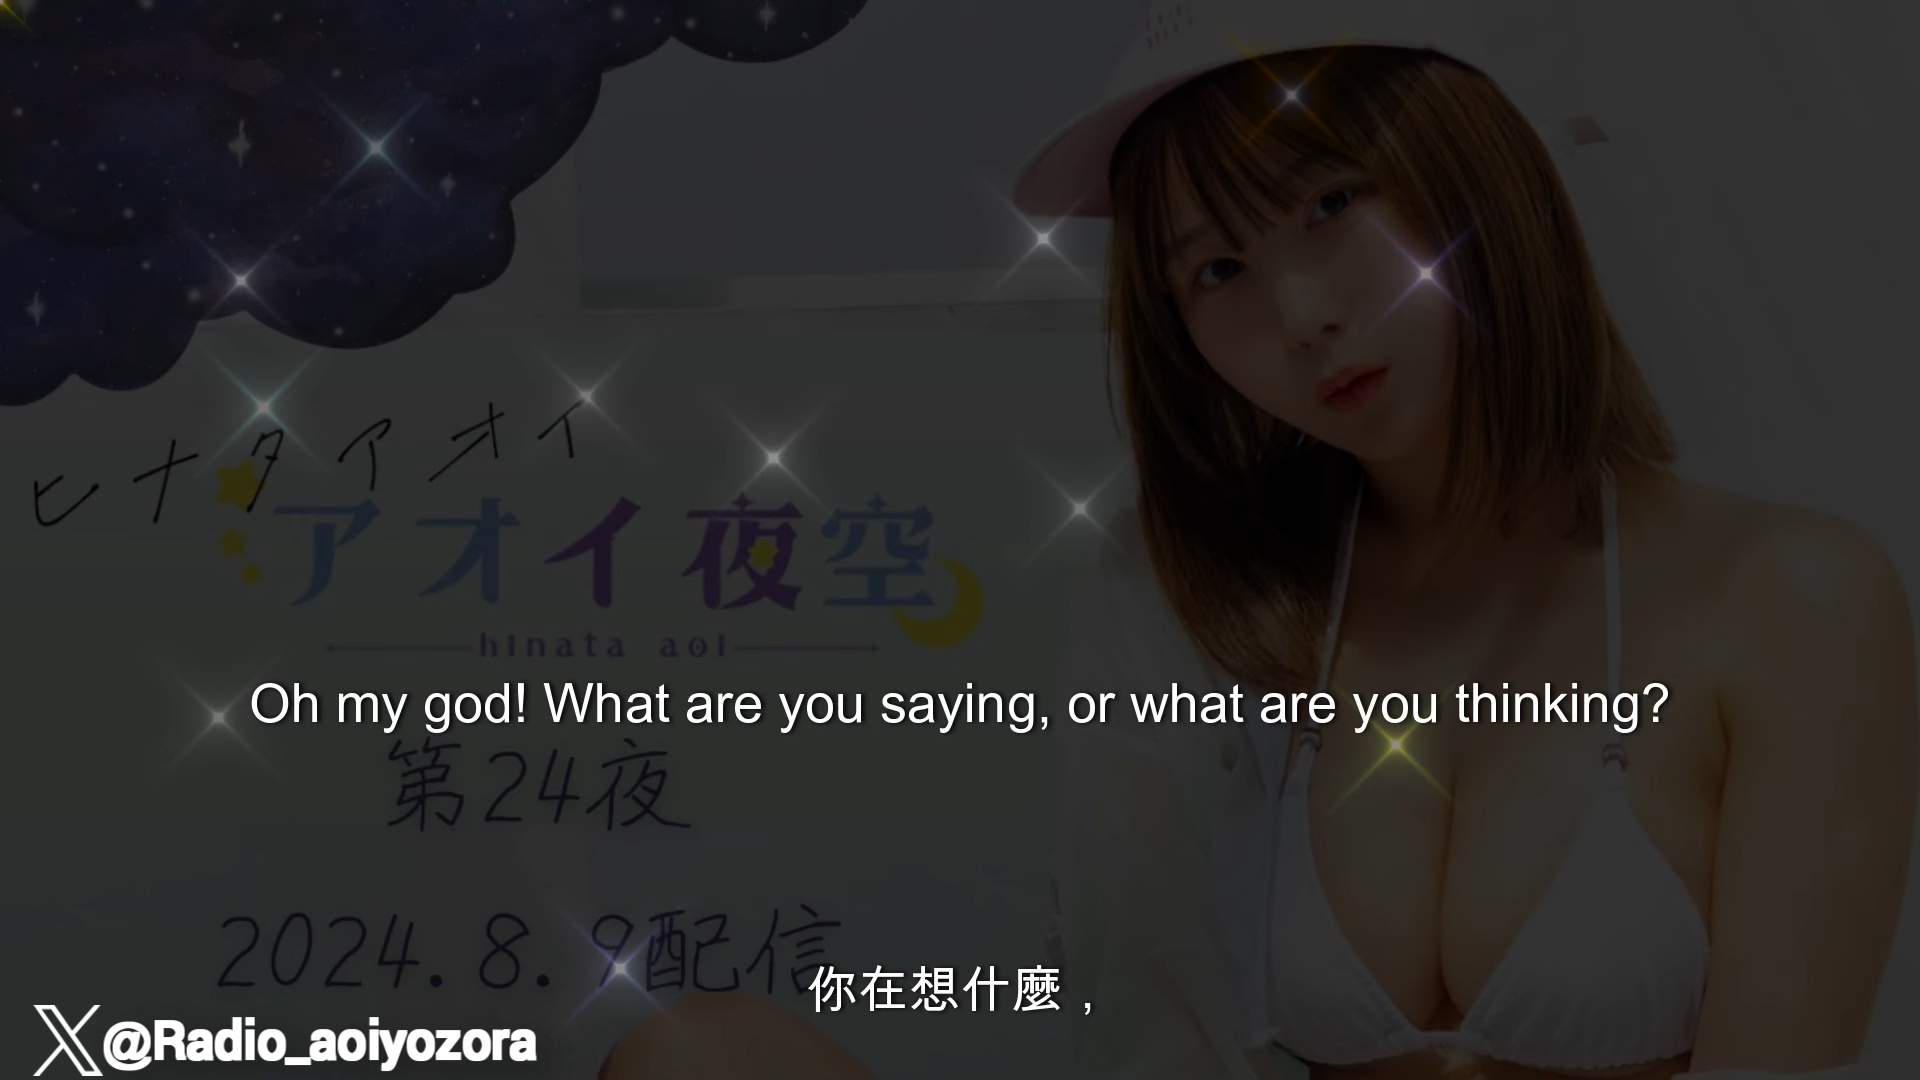 ヒナタアオイ
アオイ夜空
hinata aoi
Oh my god! What are you saying, or what are you thinking?
第24夜
2024.8.9配信
你在想什麼，
X@Radio_aoiyozora